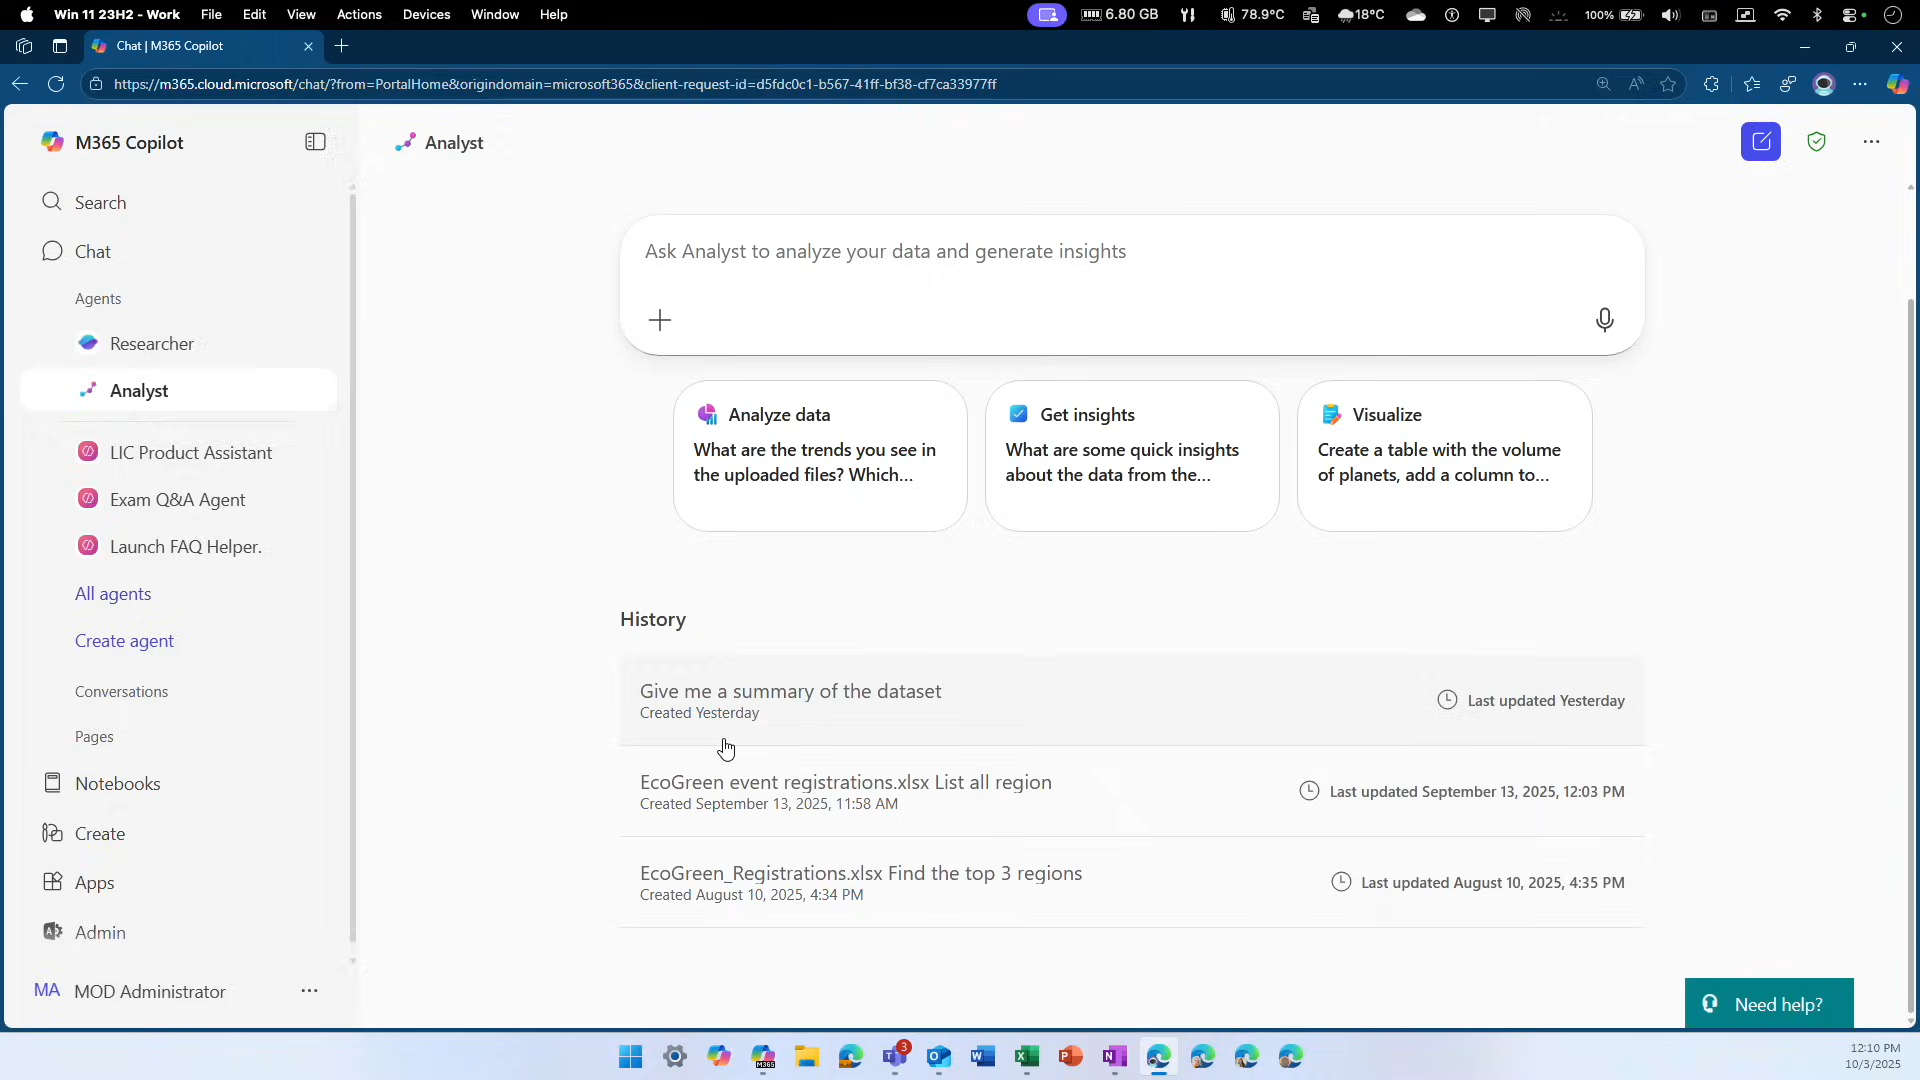 Win 11 23H2 - Work File Edit View Actions Devices Window Help
6.80 GB 78.9°C 18°C 100%
Chat | M365 Copilot
https://m365.cloud.microsoft/chat/?from=PortalHome&origindomain=microsoft365&client-request-id=d5fdc0c1-b567-41ff-bf38-cf7ca33977ff
M365 Copilot
Search
Chat
Agents
Researcher
Analyst
LIC Product Assistant
Exam Q&A Agent
Launch FAQ Helper.
All agents
Create agent
Conversations
Pages
Notebooks
Create
Apps
Admin
MA MOD Administrator
Analyst
Ask Analyst to analyze your data and generate insights
Analyze data
What are the trends you see in
the uploaded files? Which...
Get insights
What are some quick insights
about the data from the...
Visualize
Create a table with the volume
of planets, add a column to...
History
Give me a summary of the dataset
Created Yesterday
Last updated Yesterday
EcoGreen event registrations.xlsx List all region
Created September 13, 2025, 11:58 AM
Last updated September 13, 2025, 12:03 PM
EcoGreen_Registrations.xlsx Find the top 3 regions
Created August 10, 2025, 4:34 PM
Last updated August 10, 2025, 4:35 PM
Need help?
M365
3
12:10 PM
10/3/2025